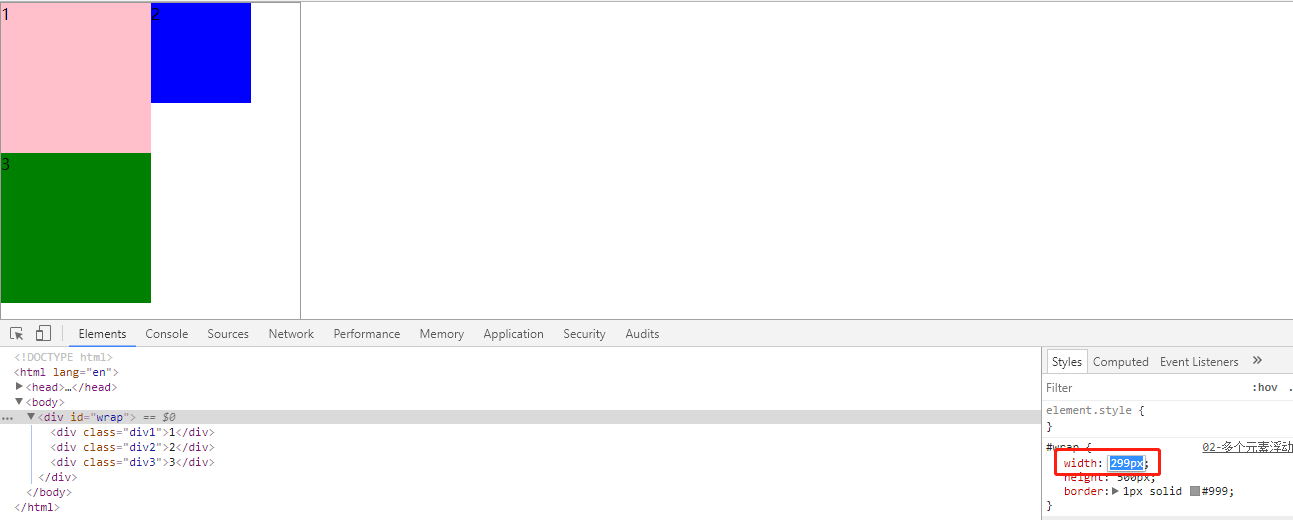 1 2
3
Elements Console Sources Network Performance Memory Application Security Audits
<!DOCTYPE html>
<html lang="en">
<head>…</head>
<body>
… <div id="wrap"> == $0
<div class="div1">1</div>
<div class="div2">2</div>
<div class="div3">3</div>
</div>
</body>
</html>
Styles Computed Event Listeners »
Filter :hov .
element.style {
}
#wrap { 02-多个元素浮动
width: 299px;
height: 500px;
border: 1px solid #999;
}